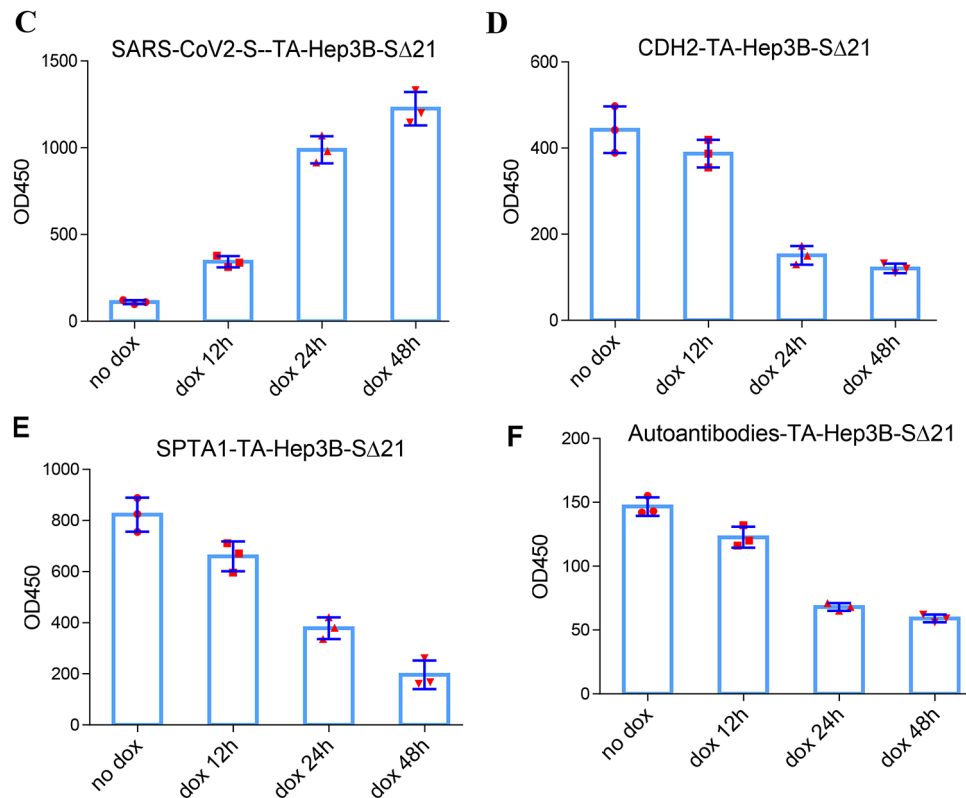 C
SARS-CoV2-S--TA-Hep3B-SΔ21
OD450
1500
1000
500
0
no dox
dox 12h
dox 24h
dox 48h
D
CDH2-TA-Hep3B-SΔ21
OD450
600
400
200
0
no dox
dox 12h
dox 24h
dox 48h
E
SPTA1-TA-Hep3B-SΔ21
OD450
1000
800
600
400
200
0
no dox
dox 12h
dox 24h
dox 48h
F
Autoantibodies-TA-Hep3B-SΔ21
OD450
200
150
100
50
0
no dox
dox 12h
dox 24h
dox 48h